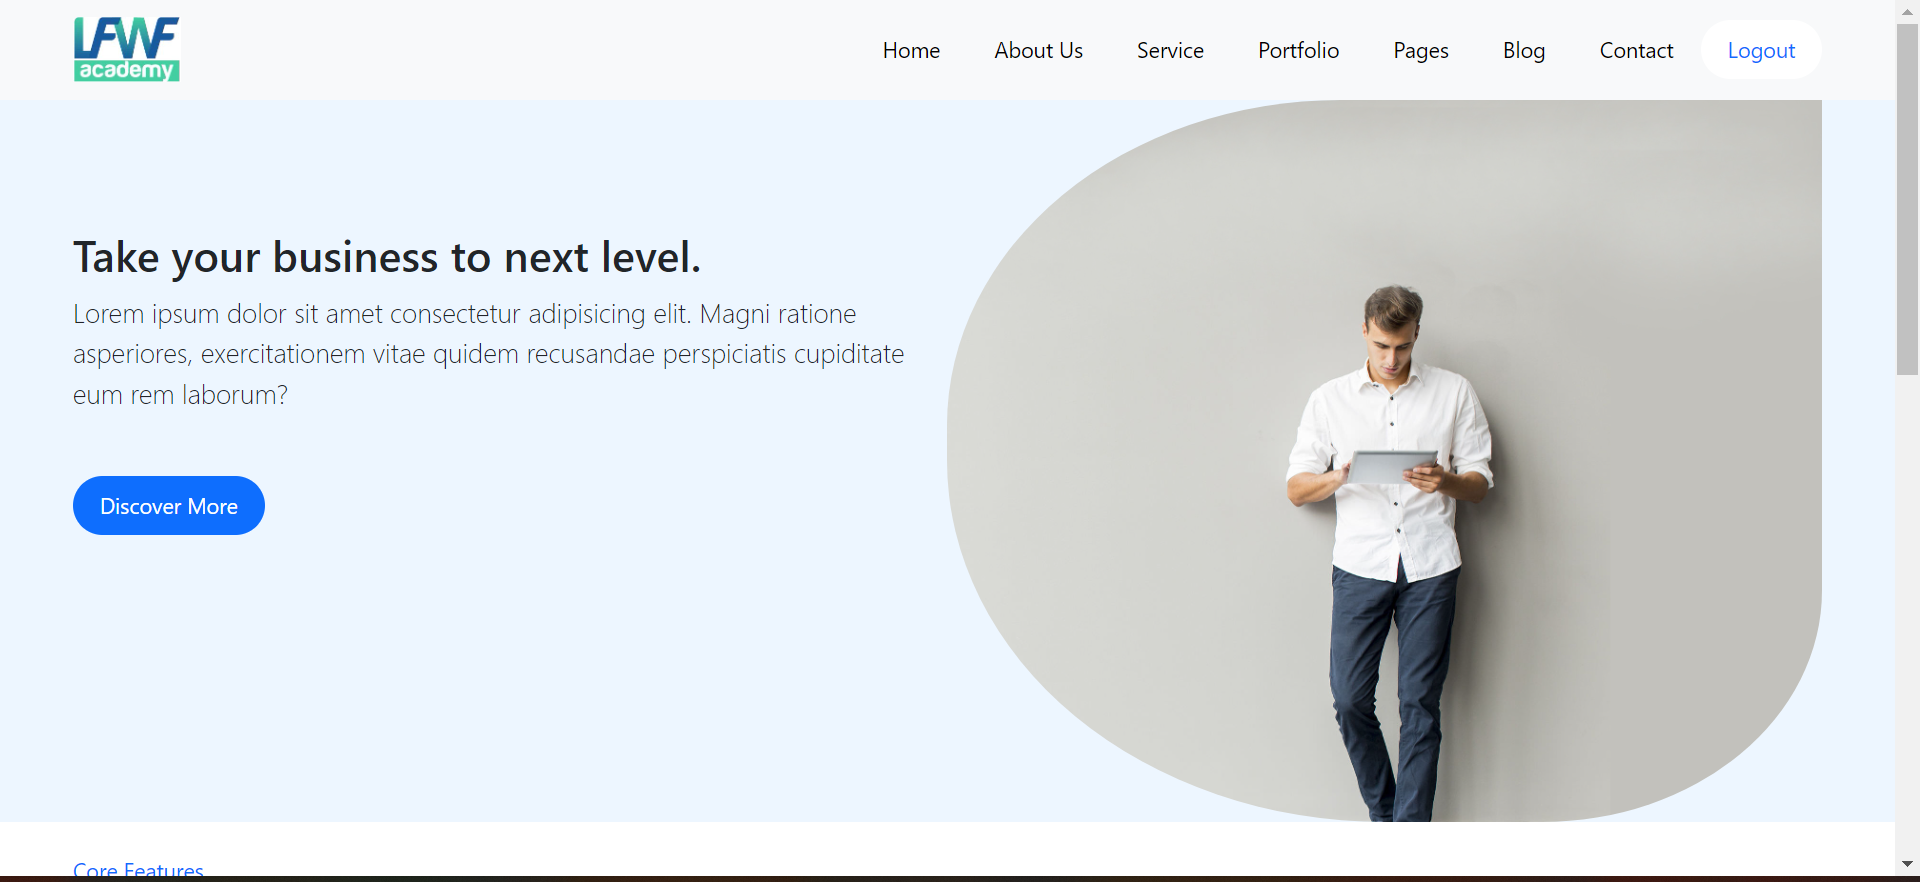 LFWF
academy
Home About Us Service Portfolio Pages Blog Contact Logout
Take your business to next level.
Lorem ipsum dolor sit amet consectetur adipisicing elit. Magni ratione
asperiores, exercitationem vitae quidem recusandae perspiciatis cupiditate
eum rem laborum?
Discover More
Core Features